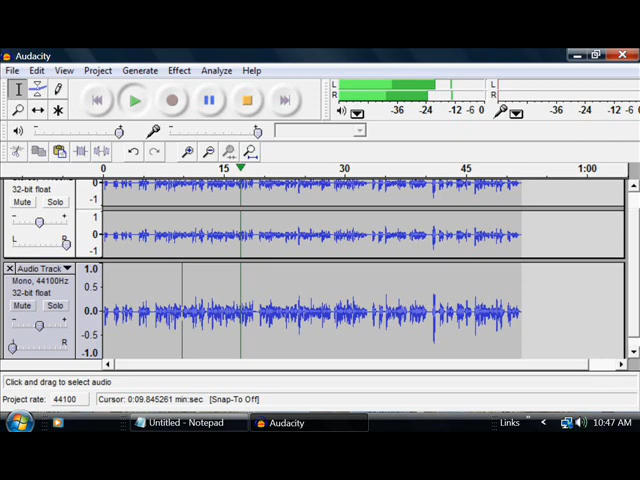 Audacity
File Edit View Project Generate Effect Analyze Help
L
R
-36 -24 -12 -6 0
L
R
-36 -24 -12 -6 0
- +
- +
0 15 30 45 1:00
32-bit float
Mute Solo
- +
L R
0
-1
1
0
-1
Audio Track
Mono, 44100Hz
32-bit float
Mute Solo
- +
L R
1.0
0.5
0.0
-0.5
-1.0
Click and drag to select audio
Project rate: 44100 Cursor: 0:09.845261 min:sec [Snap-To Off]
Untitled - Notepad Audacity Links 10:47 AM